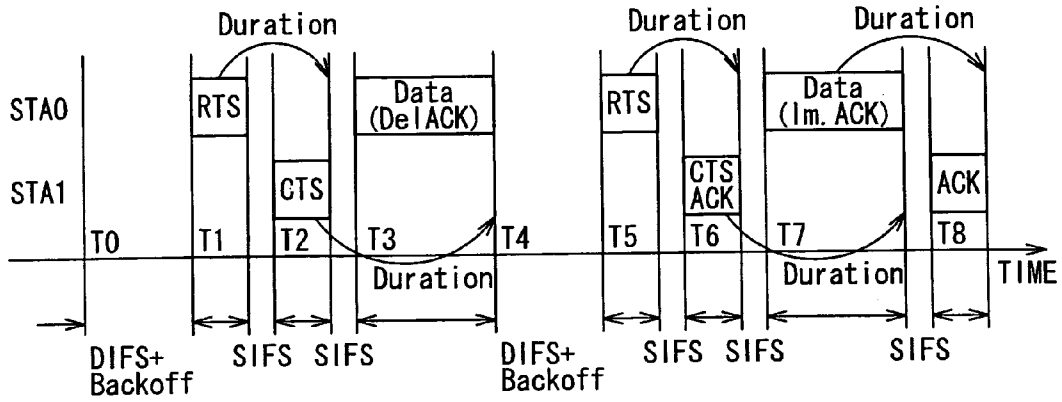 Duration Duration Duration
STA0 RTS Data (DelACK) RTS Data (Im. ACK)
STA1 CTS CTS ACK ACK
T0 T1 T2 T3 T4 T5 T6 T7 T8
Duration Duration TIME
DIFS+ Backoff SIFS SIFS DIFS+ Backoff SIFS SIFS SIFS